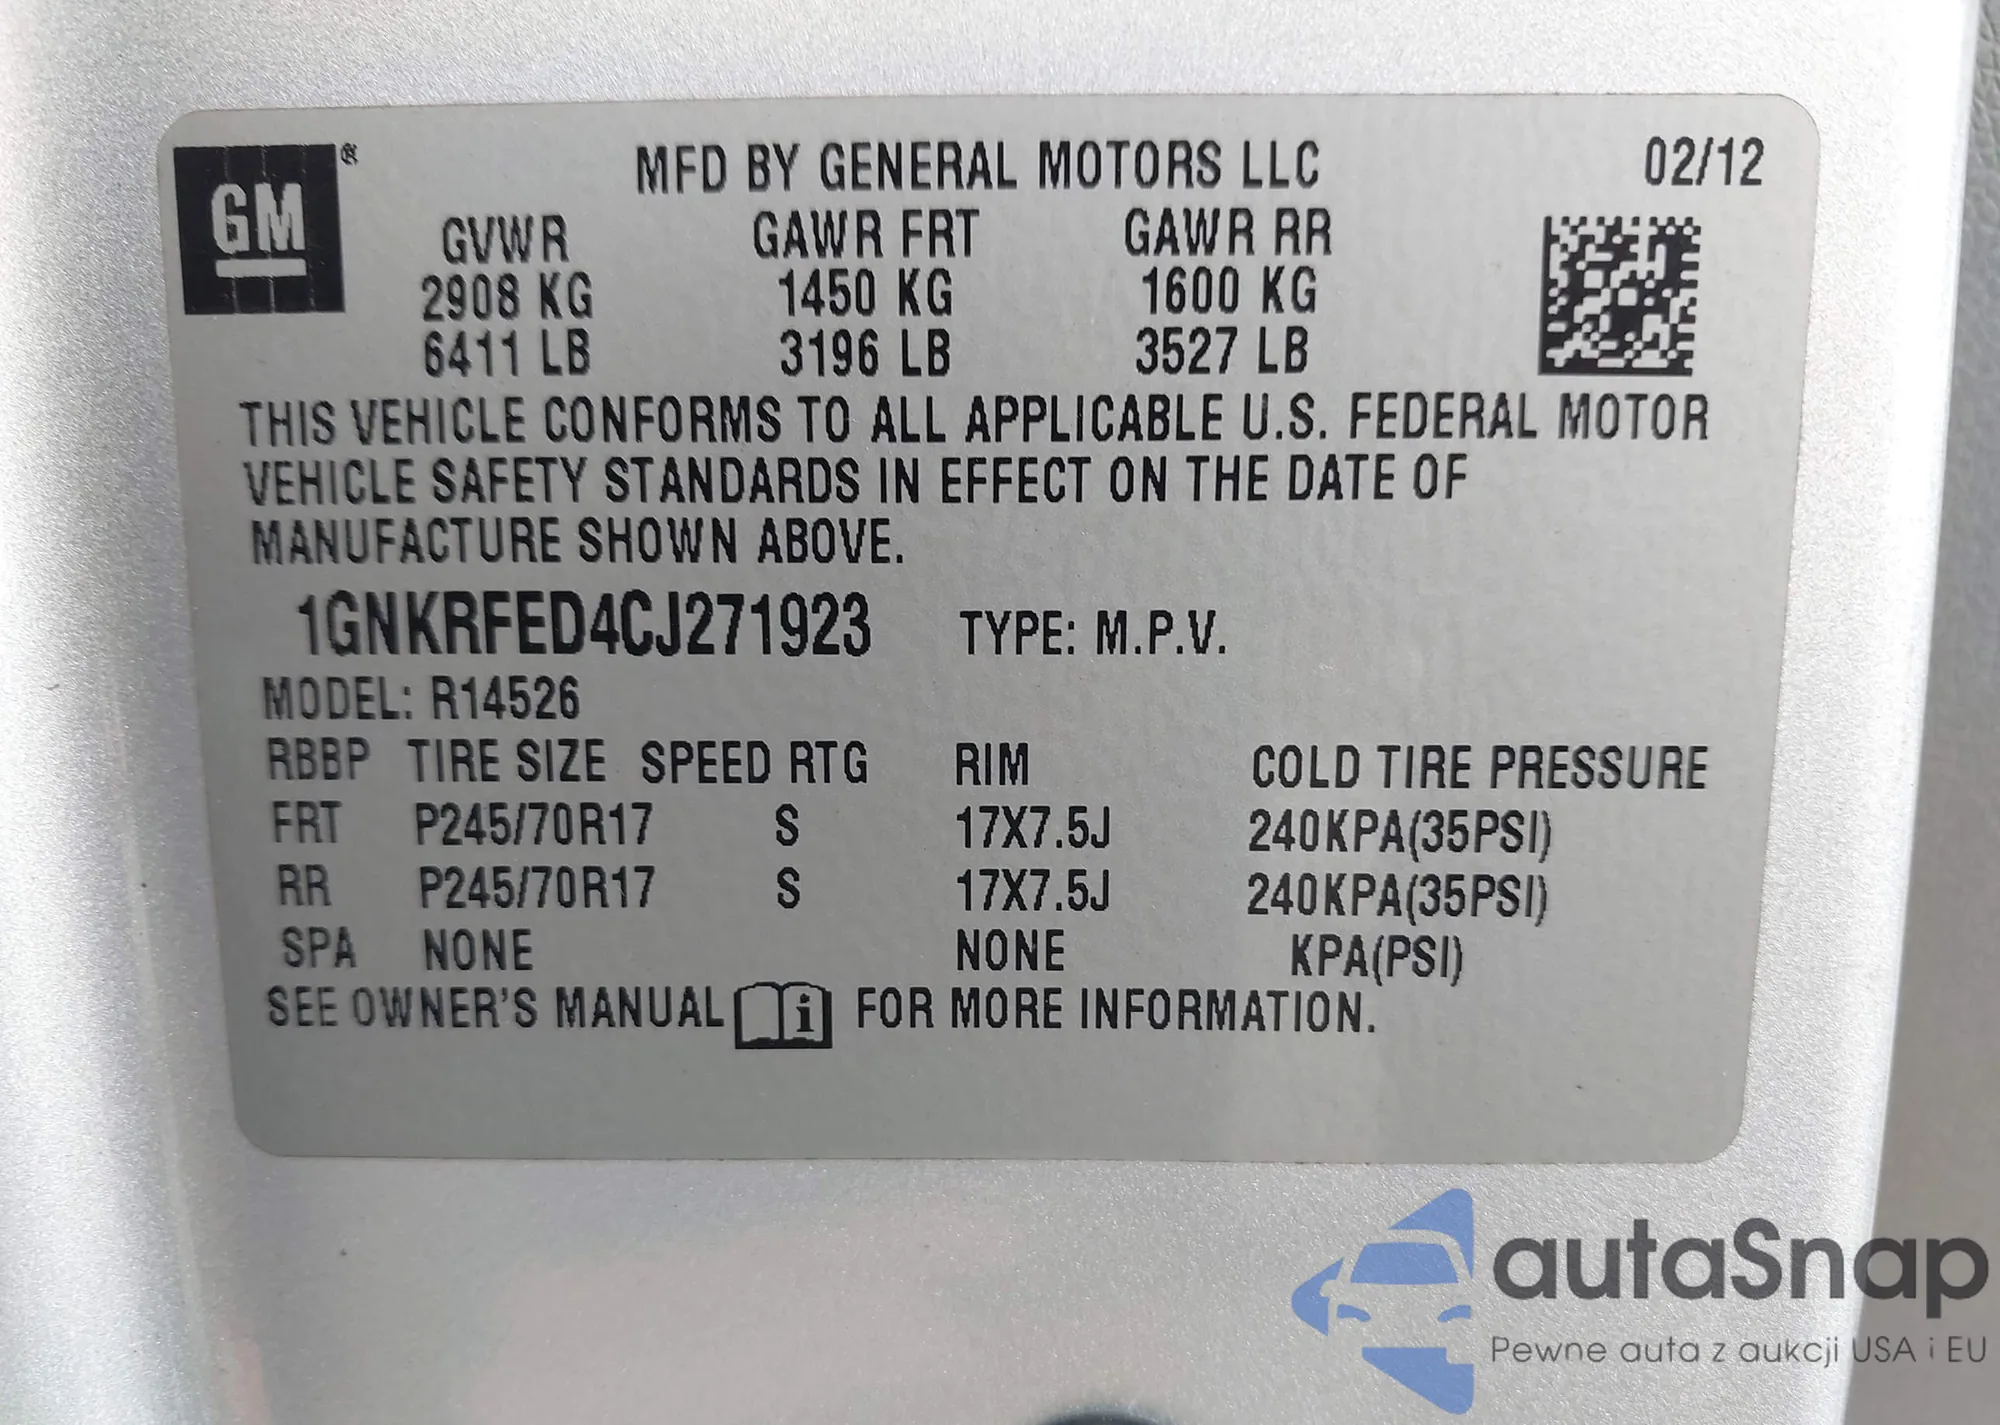 GM®
MFD BY GENERAL MOTORS LLC 02/12
GVWR GAWR FRT GAWR RR
2908 KG 1450 KG 1600 KG
6411 LB 3196 LB 3527 LB
THIS VEHICLE CONFORMS TO ALL APPLICABLE U.S. FEDERAL MOTOR
VEHICLE SAFETY STANDARDS IN EFFECT ON THE DATE OF
MANUFACTURE SHOWN ABOVE.
1GNKRFED4CJ271923 TYPE: M.P.V.
MODEL: R14526
RBBP TIRE SIZE SPEED RTG RIM COLD TIRE PRESSURE
FRT P245/70R17 S 17X7.5J 240KPA(35PSI)
RR P245/70R17 S 17X7.5J 240KPA(35PSI)
SPA NONE NONE KPA(PSI)
SEE OWNER'S MANUAL i FOR MORE INFORMATION.
autaSnap
Pewne auta z aukcji USA i EU